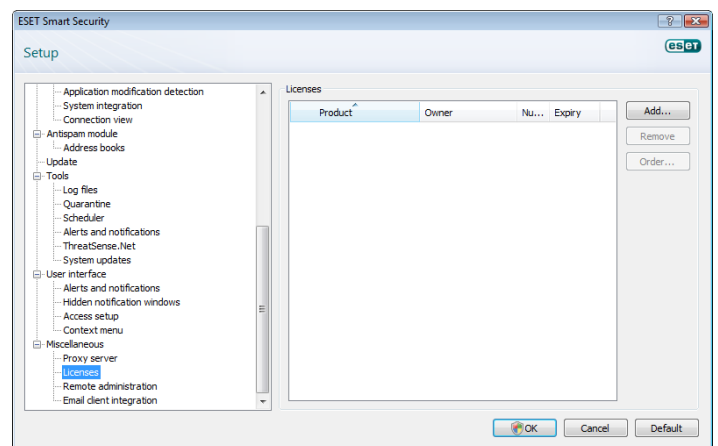 ESET Smart Security
Setup
eseT
Application modification detection
System integration
Connection view
Antispam module
Address books
Update
Tools
Log files
Quarantine
Scheduler
Alerts and notifications
ThreatSense.Net
System updates
User interface
Alerts and notifications
Hidden notification windows
Access setup
Context menu
Miscellaneous
Proxy server
Licenses
Remote administration
Email client integration
Licenses
Product Owner Nu... Expiry
Add...
Remove
Order...
OK Cancel Default